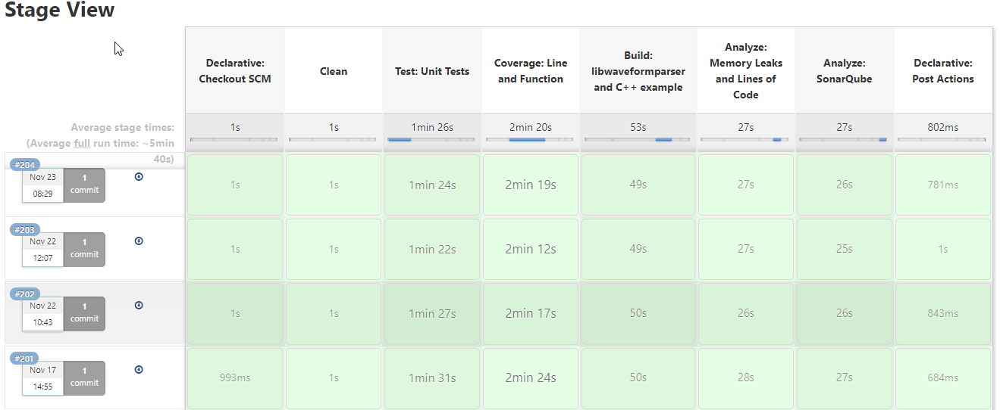 Stage View
Declarative:
Checkout SCM
Clean
Test: Unit Tests
Coverage: Line
and Function
Build:
libwaveformparser
and C++ example
Analyze:
Memory Leaks
and Lines of
Code
Analyze:
SonarQube
Declarative:
Post Actions
Average stage times:
(Average full run time: ~5min
40s)
1s
1s
1min 26s
2min 20s
53s
27s
27s
802ms
#204
Nov 23
08:29
1
commit
1s
1s
1min 24s
2min 19s
49s
27s
26s
781ms
#203
Nov 22
12:07
1
commit
1s
1s
1min 22s
2min 12s
49s
27s
25s
1s
#202
Nov 22
10:43
1
commit
1s
1s
1min 27s
2min 17s
50s
26s
26s
843ms
#201
Nov 17
14:55
1
commit
993ms
1s
1min 31s
2min 24s
50s
28s
27s
684ms